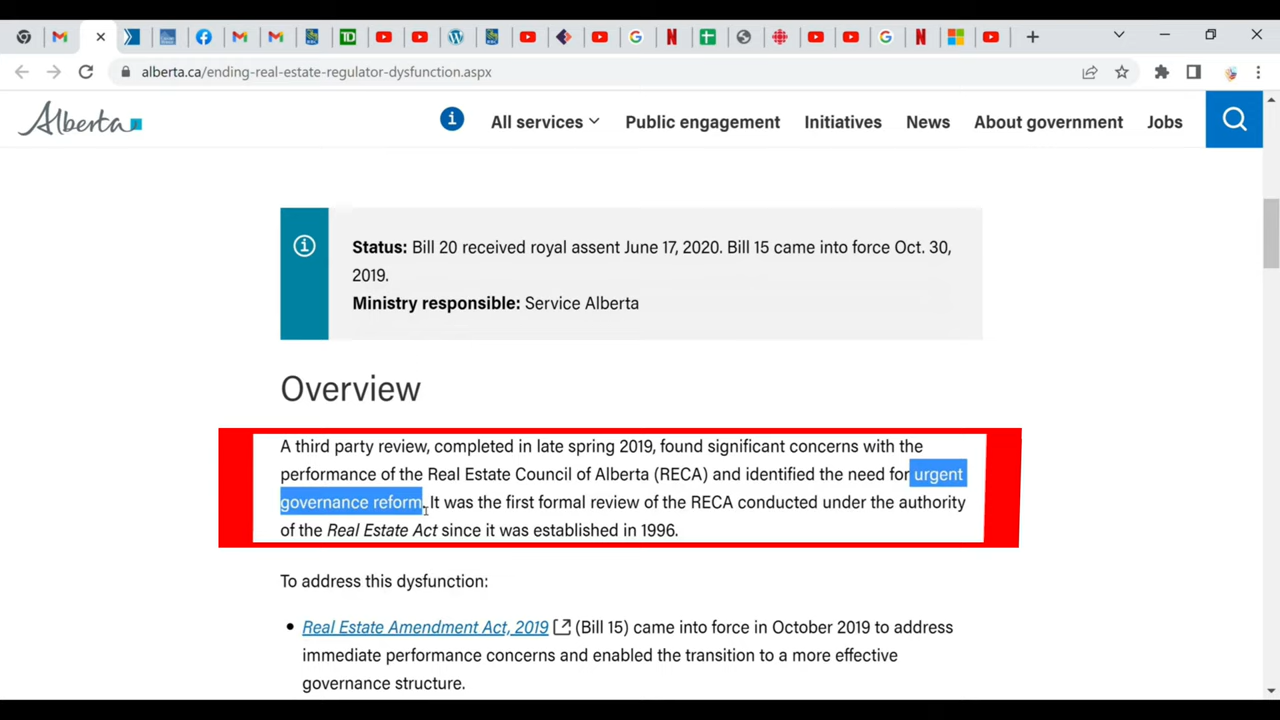 TD
alberta.ca/ending-real-estate-regulator-dysfunction.aspx
Alberta
All services
Public engagement
Initiatives
News
About government
Jobs
Status: Bill 20 received royal assent June 17, 2020. Bill 15 came into force Oct. 30,
2019.
Ministry responsible: Service Alberta
Overview
A third party review, completed in late spring 2019, found significant concerns with the
performance of the Real Estate Council of Alberta (RECA) and identified the need for urgent
governance reform. It was the first formal review of the RECA conducted under the authority
of the Real Estate Act since it was established in 1996.
To address this dysfunction:
• Real Estate Amendment Act, 2019 (Bill 15) came into force in October 2019 to address
immediate performance concerns and enabled the transition to a more effective
governance structure.